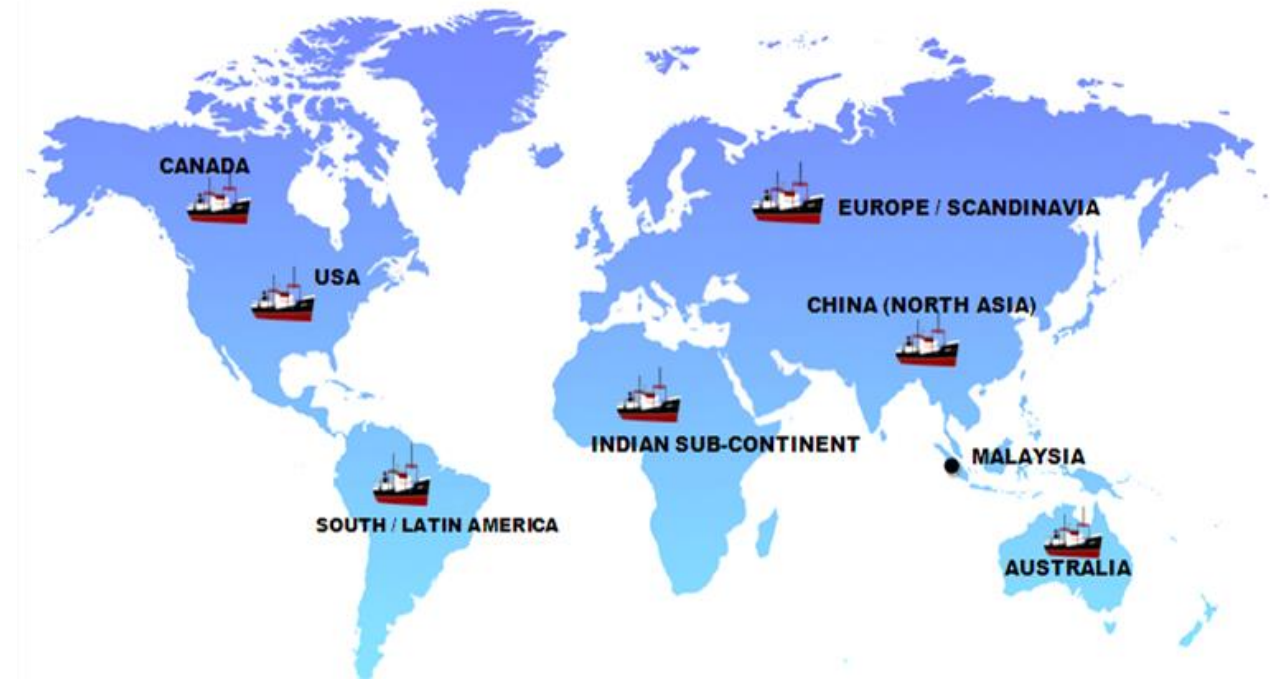 CANADA
EUROPE / SCANDINAVIA
USA
CHINA (NORTH ASIA)
INDIAN SUB-CONTINENT
MALAYSIA
SOUTH / LATIN AMERICA
AUSTRALIA